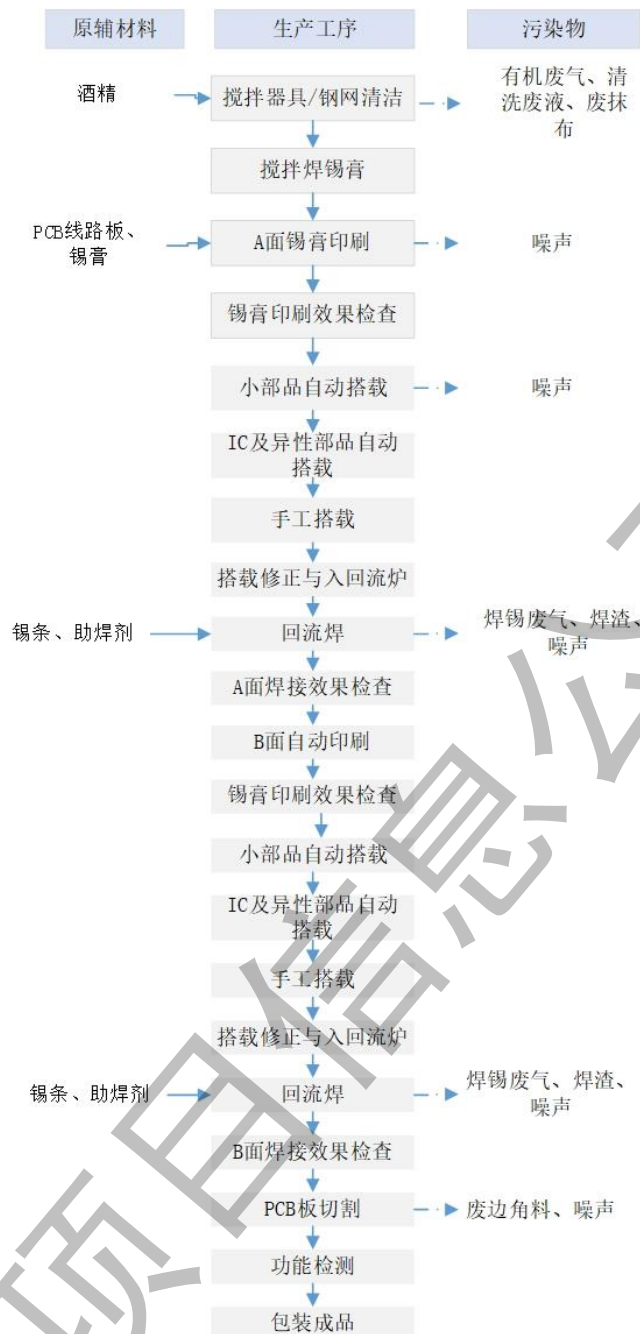 原辅材料
生产工序
污染物
酒精
搅拌器具/钢网清洁
有机废气、清
洗废液、废抹
布
搅拌焊锡膏
PCB线路板、
锡膏
A面锡膏印刷
噪声
锡膏印刷效果检查
小部品自动搭载
噪声
IC及异性部品自动
搭载
手工搭载
搭载修正与入回流炉
锡条、助焊剂
回流焊
焊锡废气、焊渣、
噪声
A面焊接效果检查
B面自动印刷
锡膏印刷效果检查
小部品自动搭载
IC及异性部品自动
搭载
手工搭载
搭载修正与入回流炉
锡条、助焊剂
回流焊
焊锡废气、焊渣、
噪声
B面焊接效果检查
PCB板切割
废边角料、噪声
功能检测
包装成品
项目信息公